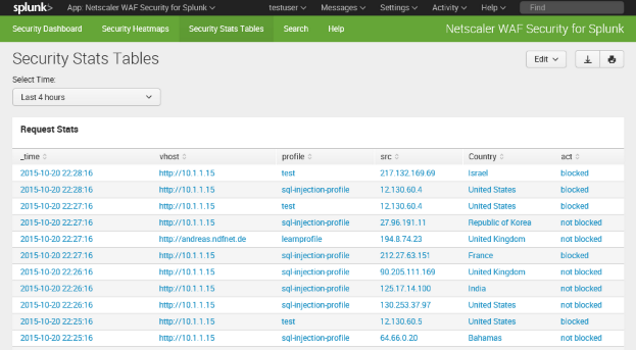 splunk> App: Netscaler WAF Security for Splunk testuser Messages Settings Activity Help Find
Security Dashboard Security Heatmaps Security Stats Tables Search Help Netscaler WAF Security for Splunk
Security Stats Tables Edit
Select Time:
Last 4 hours
Request Stats
_time vhost profile src Country act
2015-10-20 22:28:16 http://10.1.1.15 test 217.132.169.69 Israel blocked
2015-10-20 22:28:16 http://10.1.1.15 sql-injection-profile 12.130.60.4 United States blocked
2015-10-20 22:27:16 http://10.1.1.15 test 12.130.60.4 United States blocked
2015-10-20 22:27:16 http://10.1.1.15 sql-injection-profile 27.96.191.11 Republic of Korea not blocked
2015-10-20 22:27:16 http://andreas.ndfnet.de learnprofile 194.8.74.23 United Kingdom not blocked
2015-10-20 22:27:16 http://10.1.1.15 sql-injection-profile 212.27.63.151 France blocked
2015-10-20 22:26:16 http://10.1.1.15 sql-injection-profile 90.205.111.169 United Kingdom not blocked
2015-10-20 22:26:16 http://10.1.1.15 sql-injection-profile 125.17.14.100 India not blocked
2015-10-20 22:26:16 http://10.1.1.15 sql-injection-profile 130.253.37.97 United States not blocked
2015-10-20 22:25:16 http://10.1.1.15 test 12.130.60.5 United States blocked
2015-10-20 22:25:16 http://10.1.1.15 sql-injection-profile 64.66.0.20 Bahamas not blocked